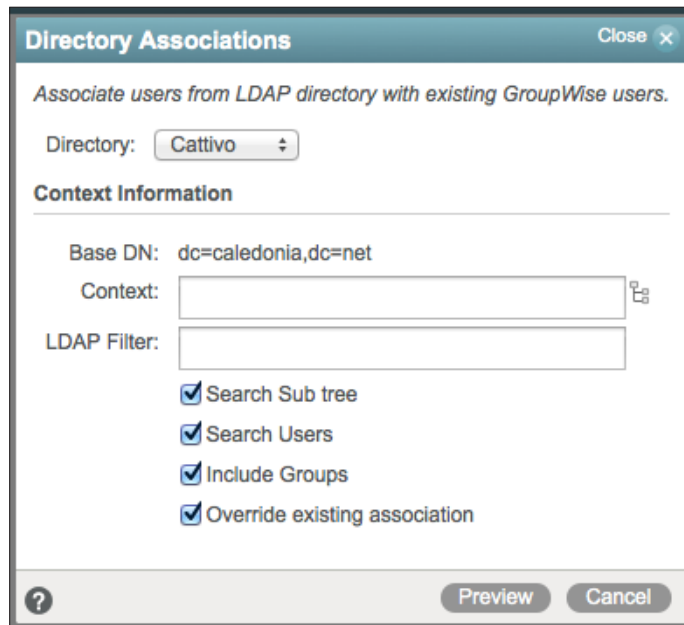 Directory Associations Close ×
Associate users from LDAP directory with existing GroupWise users.
Directory: Cattivo
Context Information
Base DN: dc=caledonia,dc=net
Context:
LDAP Filter:
Search Sub tree
Search Users
Include Groups
Override existing association
? Preview Cancel